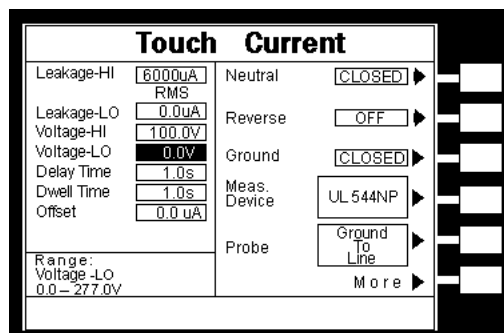 Touch Current
Leakage-HI 6000uA
RMS
Leakage-LO 0.0uA
Voltage-HI 100.0V
Voltage-LO 0.0V
Delay Time 1.0s
Dwell Time 1.0s
Offset 0.0 uA
Range:
Voltage -LO
0.0 – 277.0V
Neutral CLOSED
Reverse OFF
Ground CLOSED
Meas.
Device
UL544NP
Probe
Ground
To
Line
More